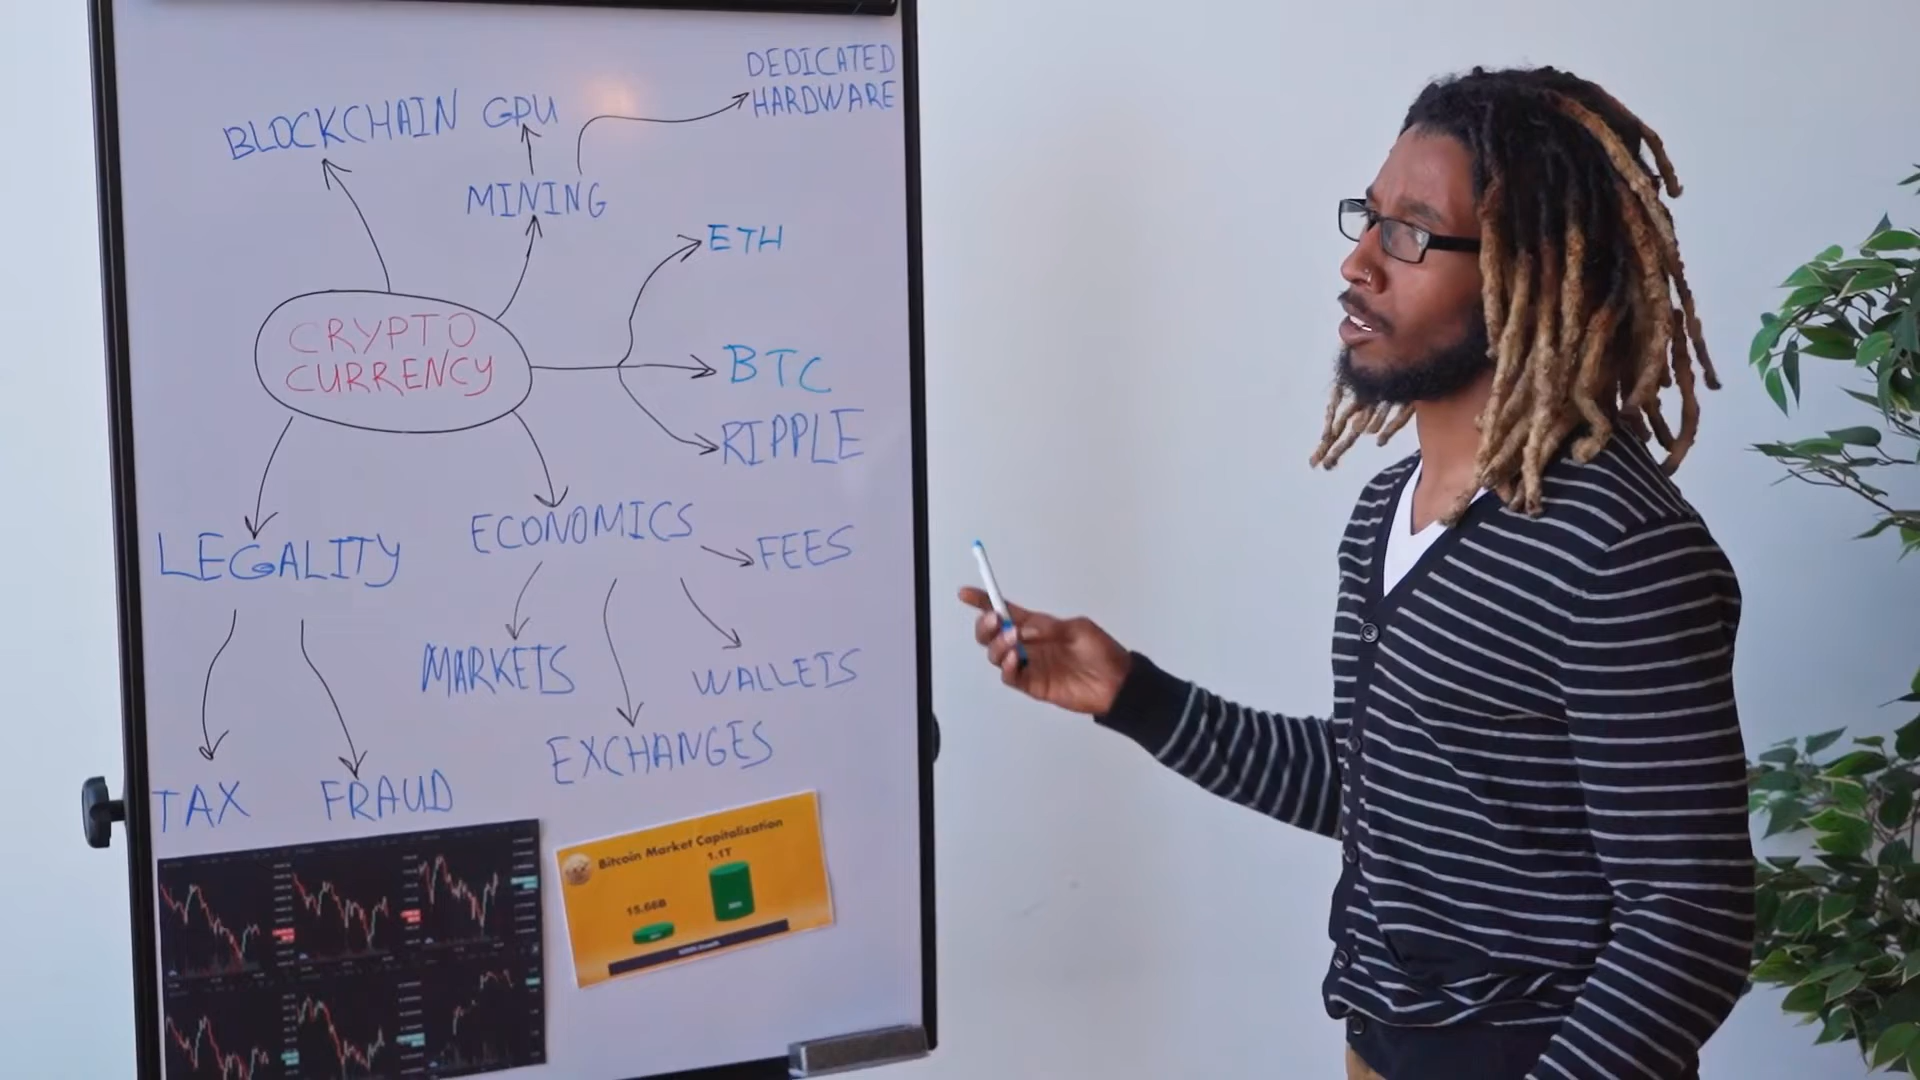 DEDICATED
HARDWARE
BLOCKCHAIN
GPU
MINING
ETH
CRYPTO
CURRENCY
BTC
RIPPLE
LEGALITY
ECONOMICS
FEES
MARKETS
WALLETS
EXCHANGES
TAX
FRAUD
Bitcoin Market Capitalization
1.1T
15.66B